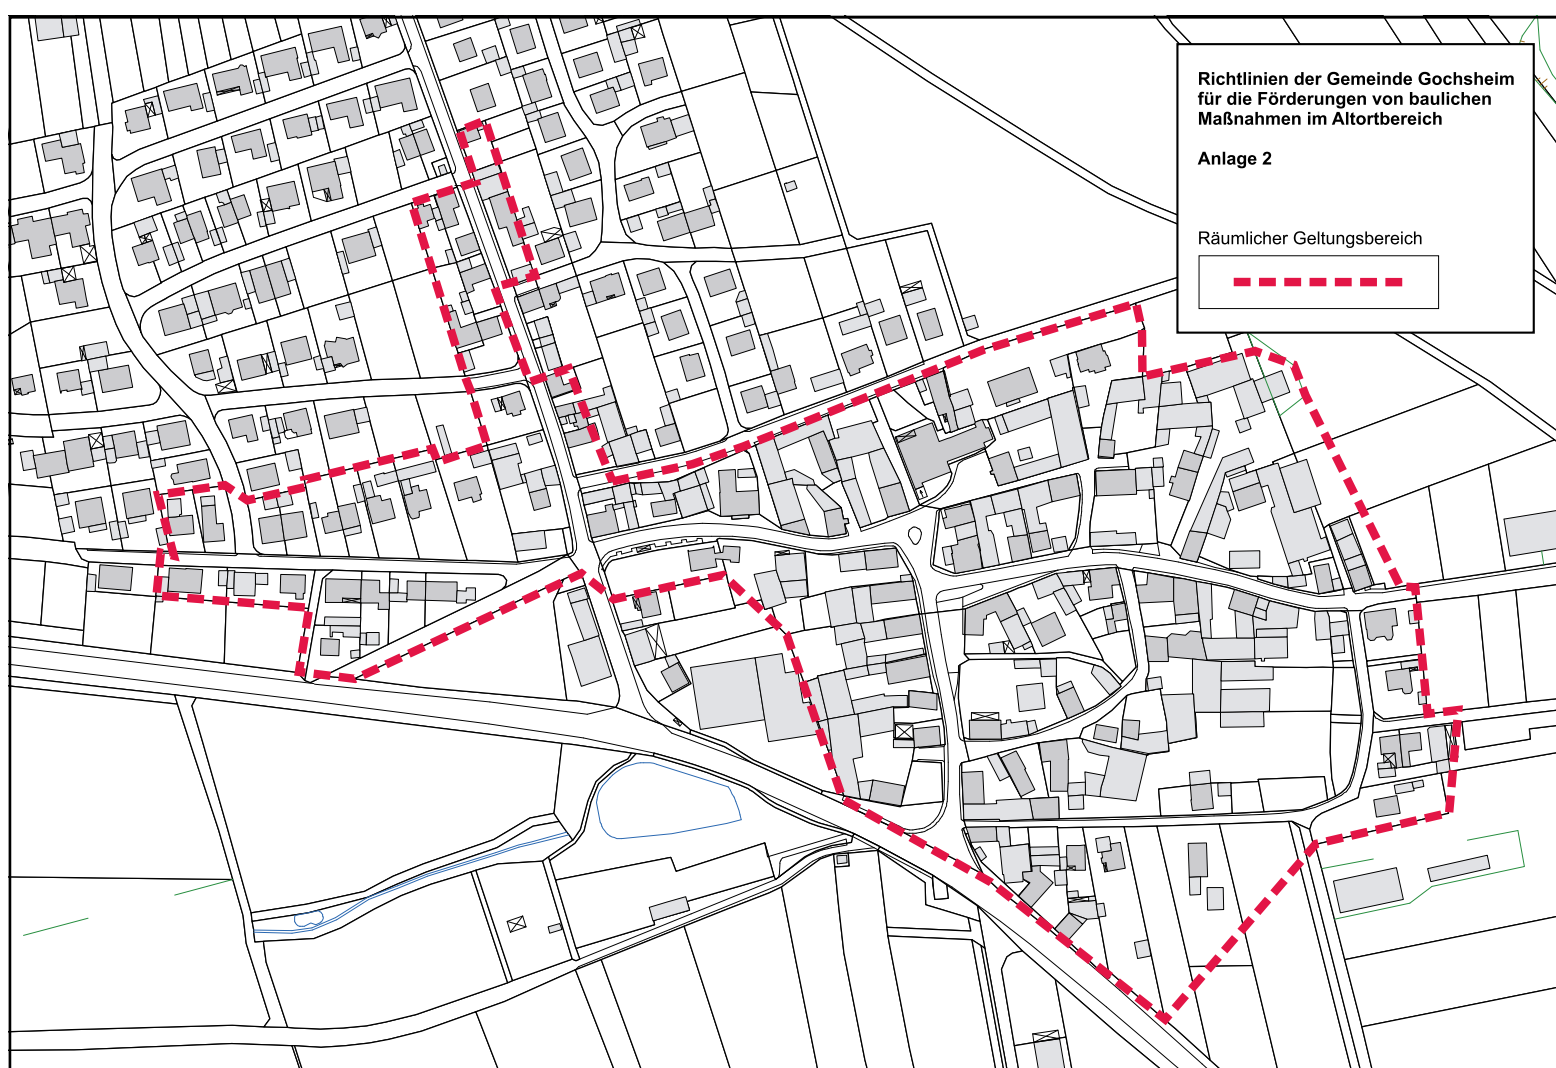 Richtlinien der Gemeinde Gochsheim
für die Förderungen von baulichen
Maßnahmen im Altortbereich
Anlage 2
Räumlicher Geltungsbereich